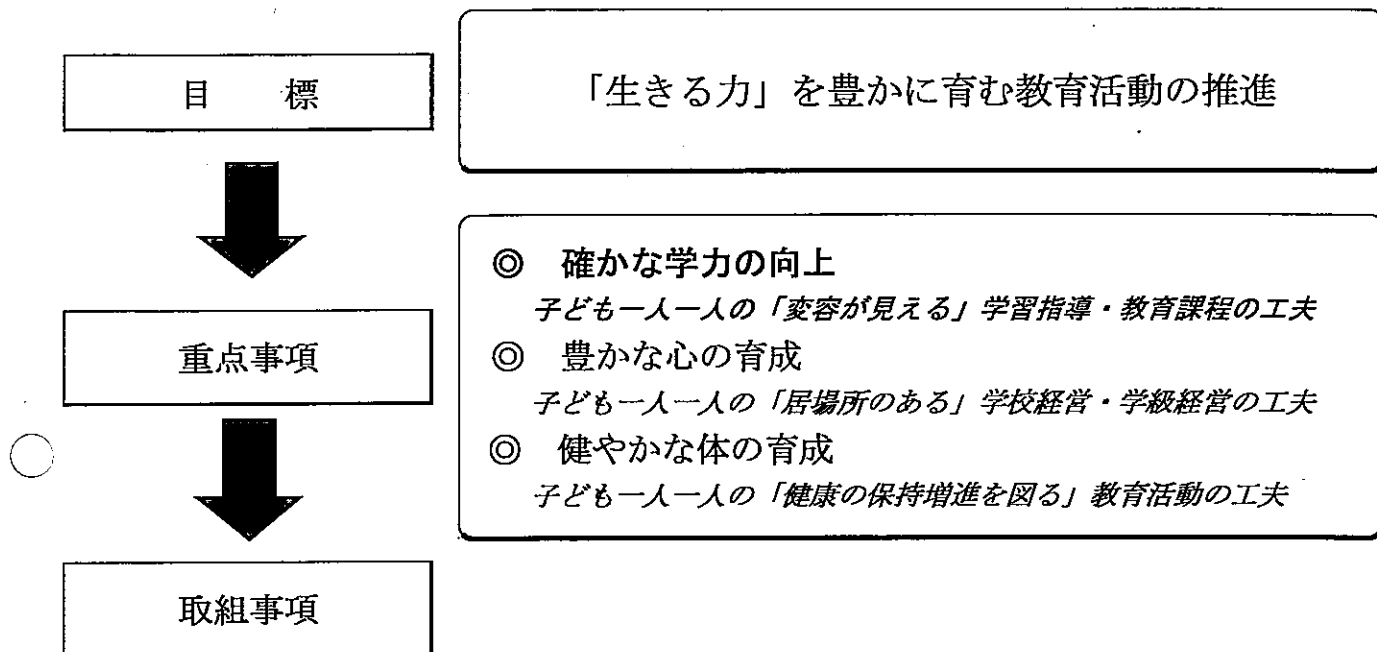 目　標
「生きる力」を豊かに育む教育活動の推進
重点事項
◎　確かな学力の向上
子ども一人一人の「変容が見える」学習指導・教育課程の工夫
◎　豊かな心の育成
子ども一人一人の「居場所のある」学校経営・学級経営の工夫
◎　健やかな体の育成
子ども一人一人の「健康の保持増進を図る」教育活動の工夫
取組事項